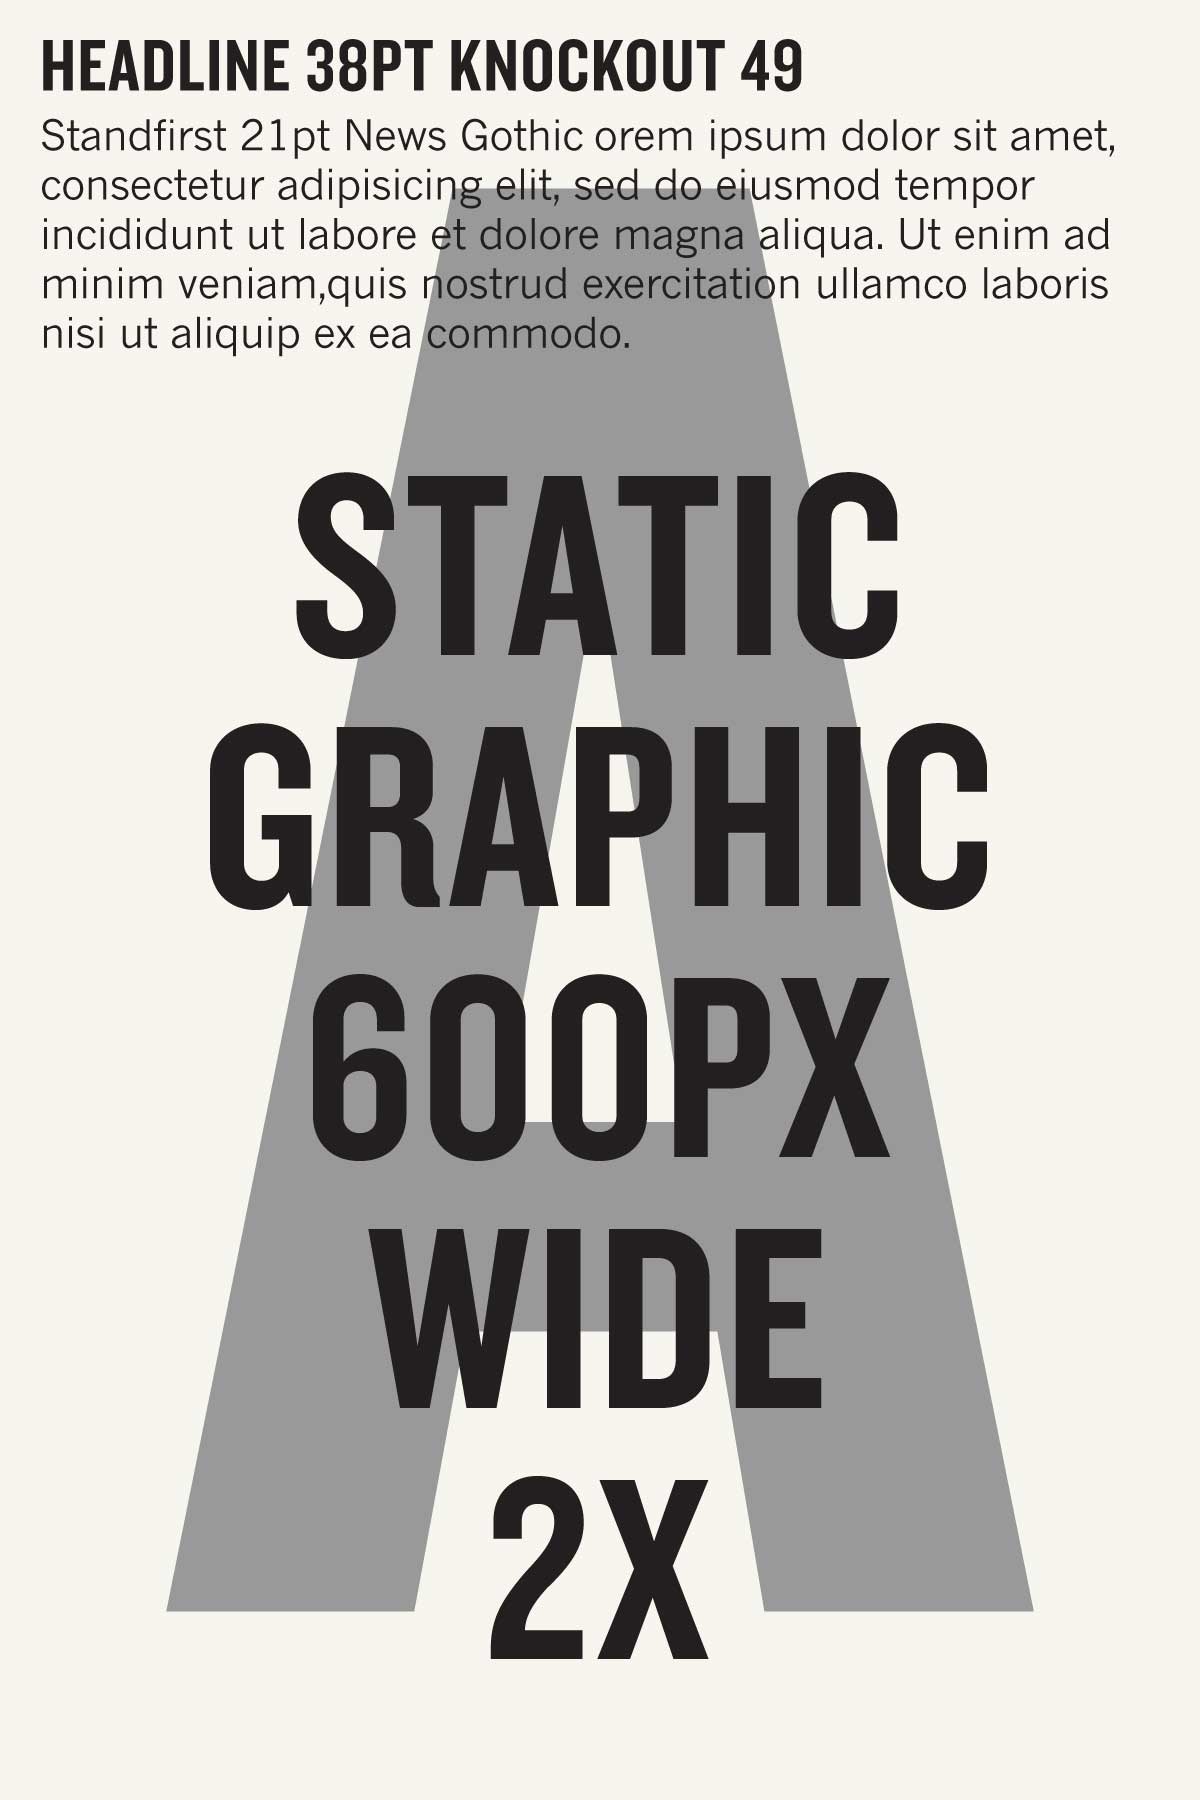 HEADLINE 38PT KNOCKOUT 49
Standfirst 21pt News Gothic orem ipsum dolor sit amet,
consectetur adipisicing elit, sed do eiusmod tempor
incididunt ut labore et dolore magna aliqua. Ut enim ad
minim veniam,quis nostrud exercitation ullamco laboris
nisi ut aliquip ex ea commodo.
A
STATIC
GRAPHIC
600PX
WIDE
2X